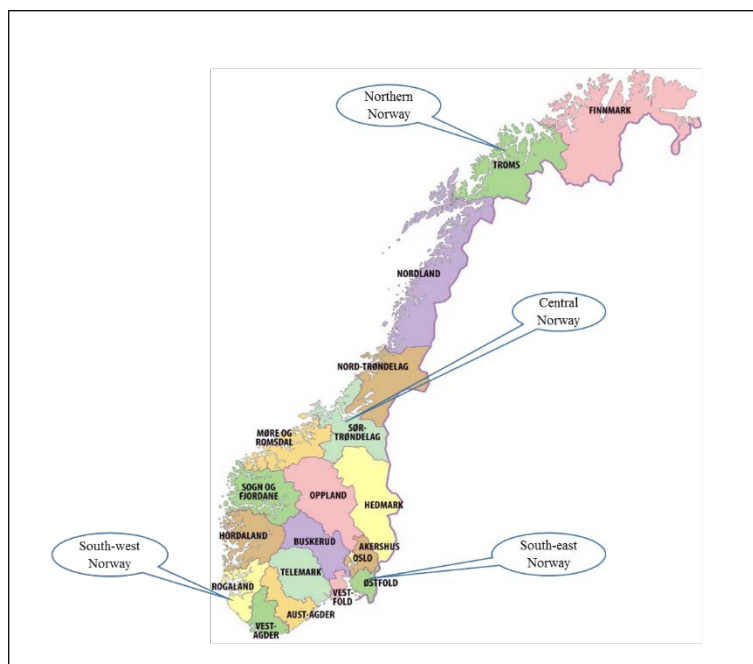 Northern
Norway
FINNMARK
TROMS
NORDLAND
Central
Norway
NORD-TRØNDELAG
MØRE OG
ROMSDAL
SØR-
TRØNDELAG
SOGN OG
FJORDANE
OPPLAND
HEDMARK
HORDALAND
BUSKERUD
AKERSHUS
OSLO
South-west
Norway
South-east
Norway
TELEMARK
ROGALAND
VEST-
FOLD
ØSTFOLD
AUST-AGDER
VEST-
AGDER